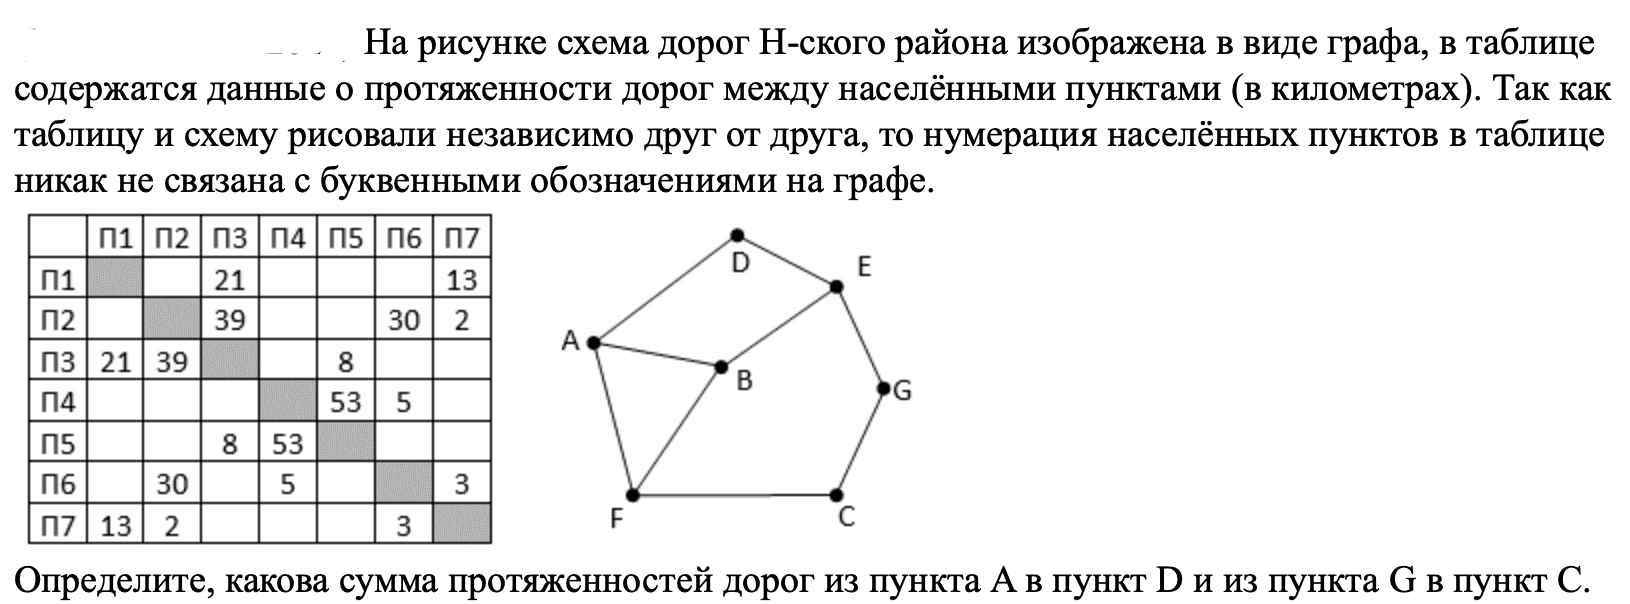 На рисунке схема дорог Н-ского района изображена в виде графа, в таблице
содержатся данные о протяженности дорог между населёнными пунктами (в километрах). Так как
таблицу и схему рисовали независимо друг от друга, то нумерация населённых пунктов в таблице
никак не связана с буквенными обозначениями на графе.
П1 П2 П3 П4 П5 П6 П7
П1 21 13
П2 39 30 2
П3 21 39 8
П4 53 5
П5 8 53
П6 30 5 3
П7 13 2 3
D
E
A
B
G
F
C
Определите, какова сумма протяженностей дорог из пункта A в пункт D и из пункта G в пункт C.